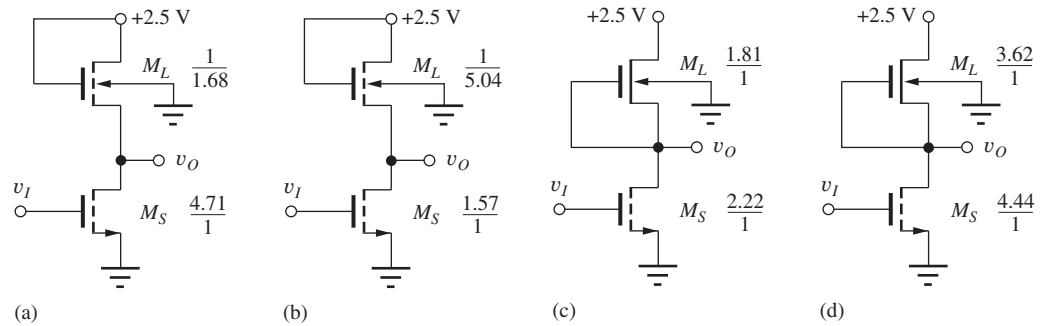 +2.5 V
M_L 1/1.68
v_O
v_I
M_S 4.71/1
(a)
+2.5 V
M_L 1/5.04
v_O
v_I
M_S 1.57/1
(b)
+2.5 V
M_L 1.81/1
v_O
v_I
M_S 2.22/1
(c)
+2.5 V
M_L 3.62/1
v_O
v_I
M_S 4.44/1
(d)